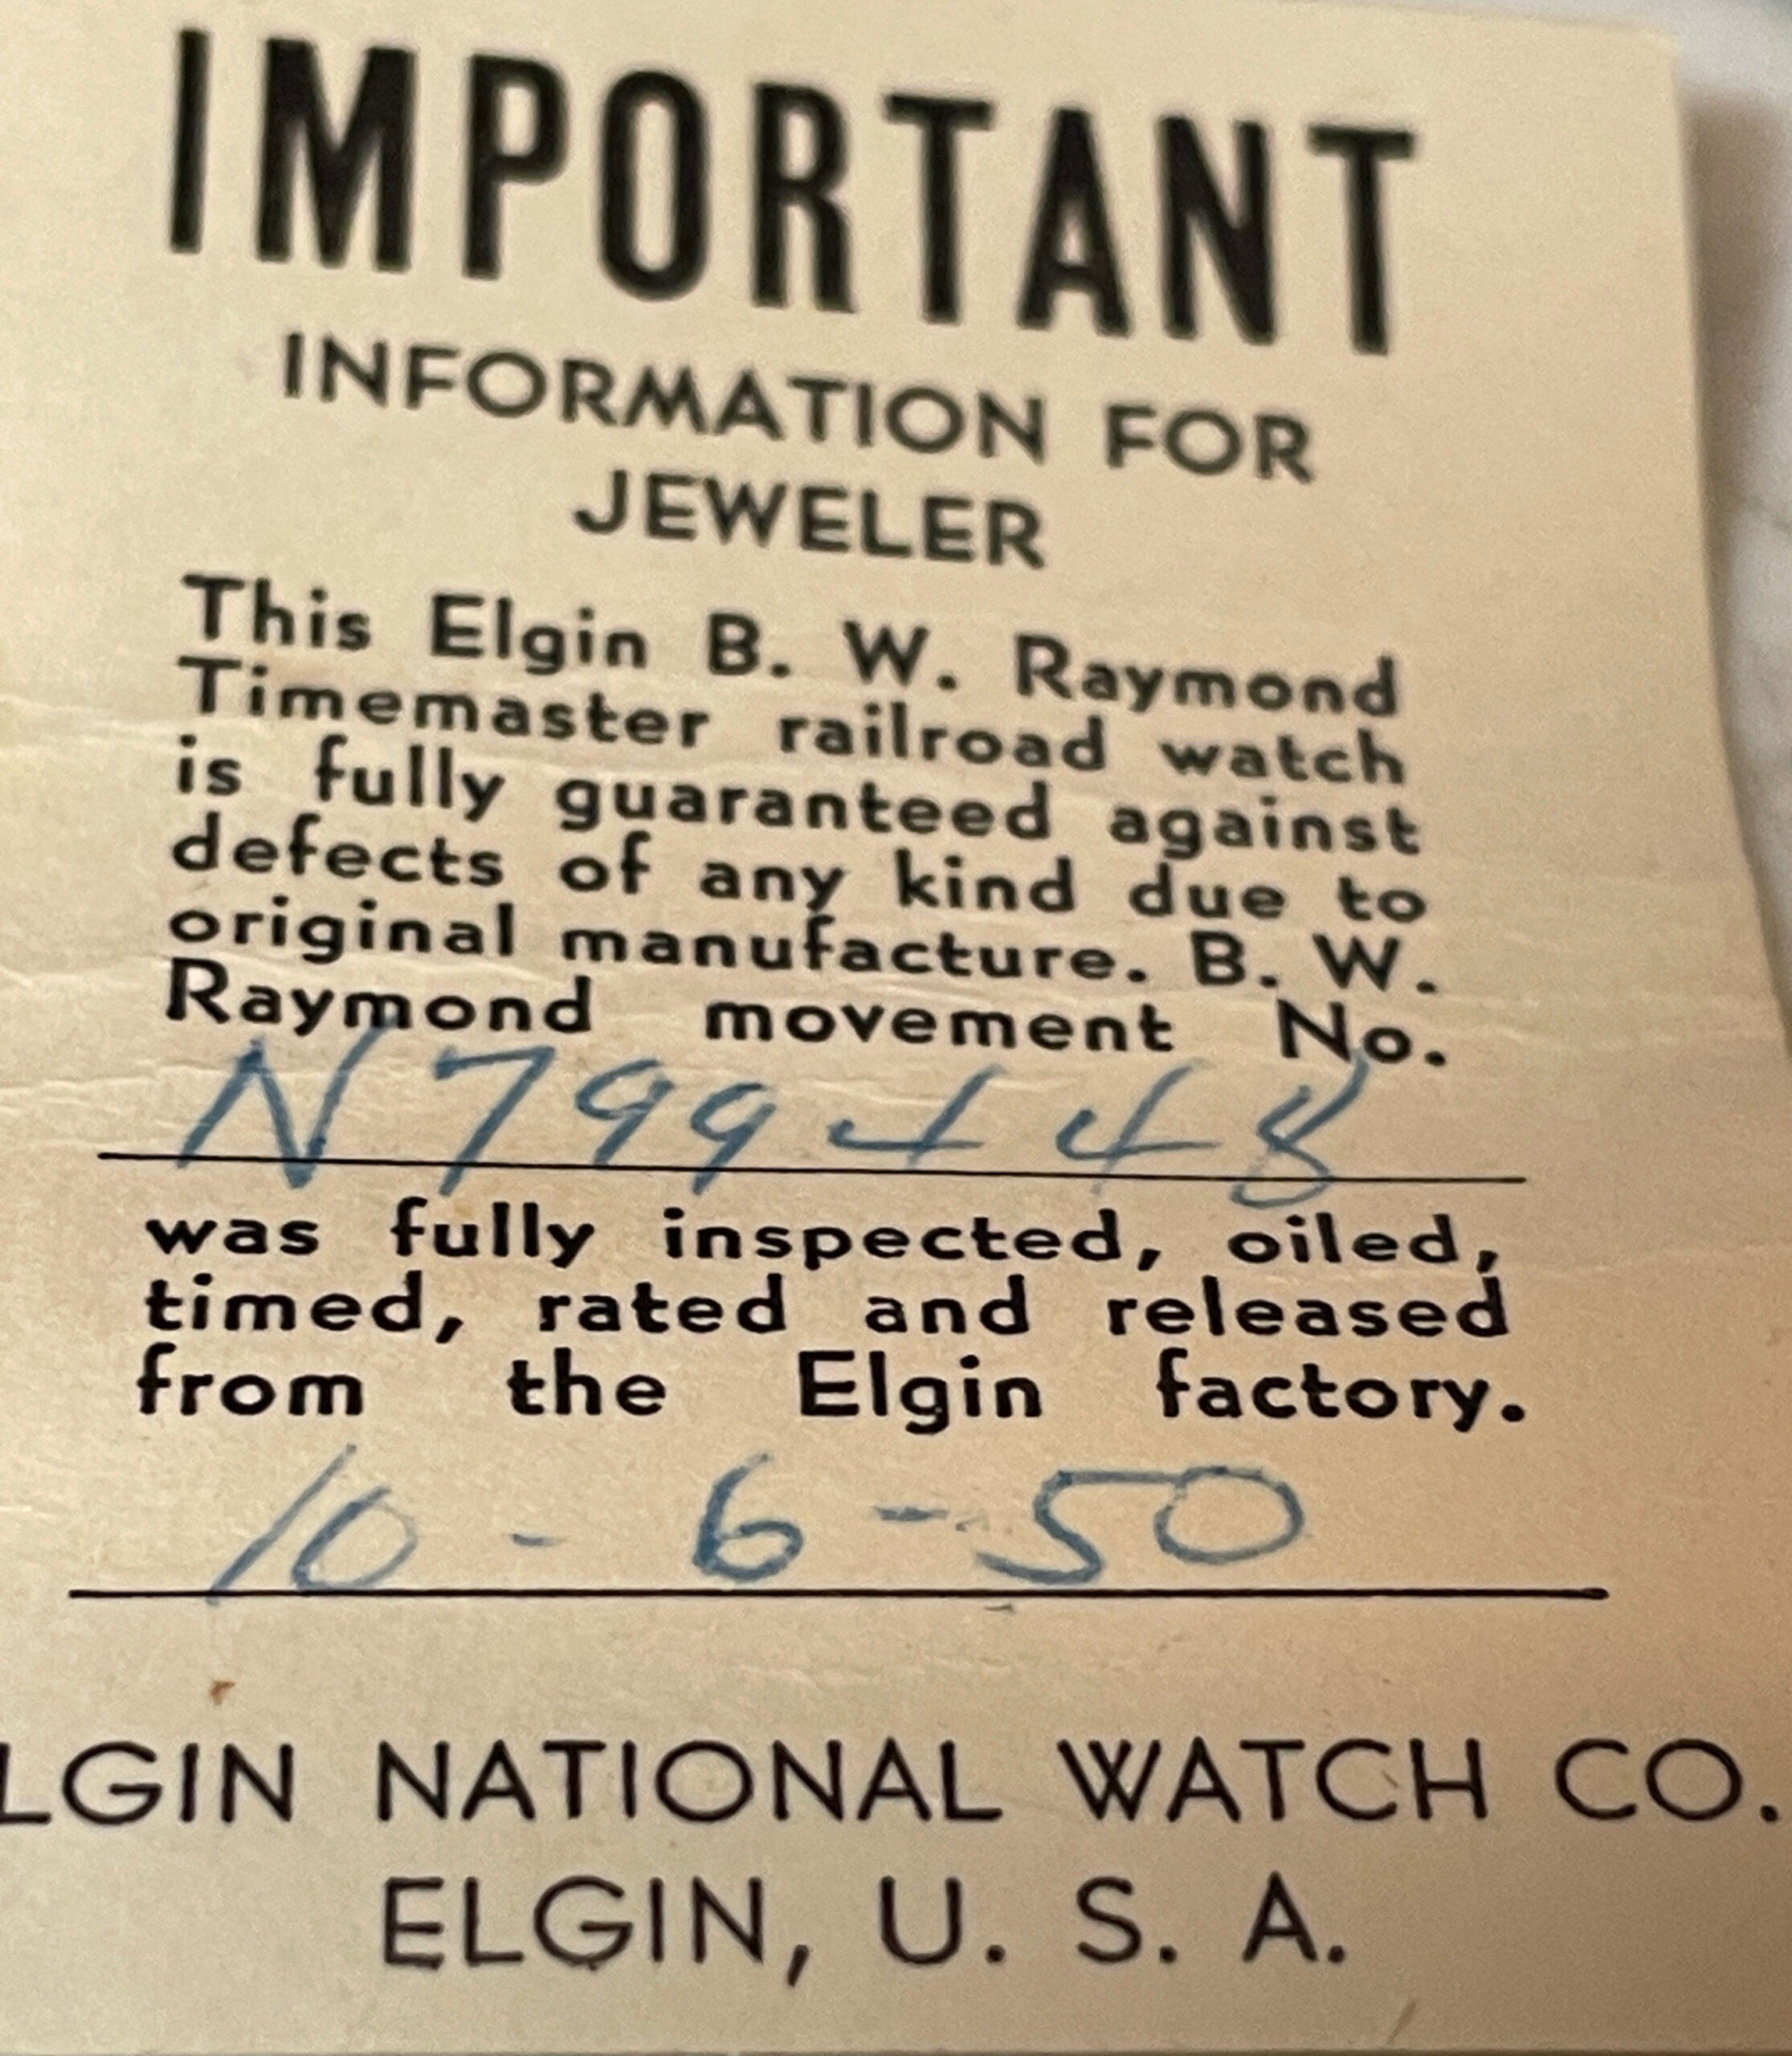 IMPORTANT
INFORMATION FOR
JEWELER
This Elgin B. W. Raymond
Timemaster railroad watch
is fully guaranteed against
defects of any kind due to
original manufacture. B. W.
Raymond movement No.
N799448
was fully inspected, oiled,
timed, rated and released
from the Elgin factory.
10-6-50
LGIN NATIONAL WATCH CO.
ELGIN, U. S. A.